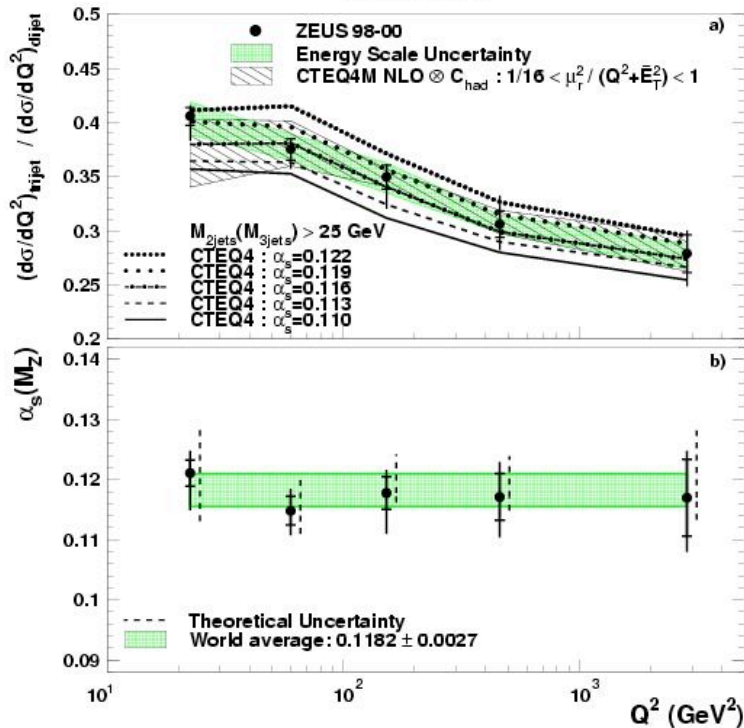 a)
ZEUS 98-00
Energy Scale Uncertainty
CTEQ4M NLO ⊗ C_had : 1/16 < μ_r^2 / (Q^2+Ē_T^2) < 1
(dσ/dQ^2)_trijet / (dσ/dQ^2)_dijet
0.5
0.45
0.4
0.35
0.3
0.25
0.2
M_2jets(M_3jets) > 25 GeV
CTEQ4 : α_s=0.122
CTEQ4 : α_s=0.119
CTEQ4 : α_s=0.116
CTEQ4 : α_s=0.113
CTEQ4 : α_s=0.110
b)
α_s(M_Z)
0.14
0.13
0.12
0.11
0.1
0.09
Theoretical Uncertainty
World average: 0.1182 ± 0.0027
10^1 10^2 10^3
Q^2 (GeV^2)